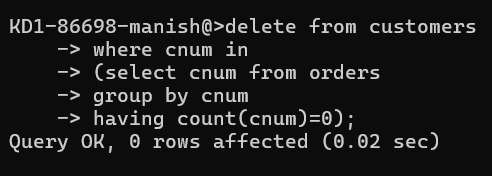 KD1-86698-manish@>delete from customers
    -> where cnum in
    -> (select cnum from orders
    -> group by cnum
    -> having count(cnum)=0);
Query OK, 0 rows affected (0.02 sec)